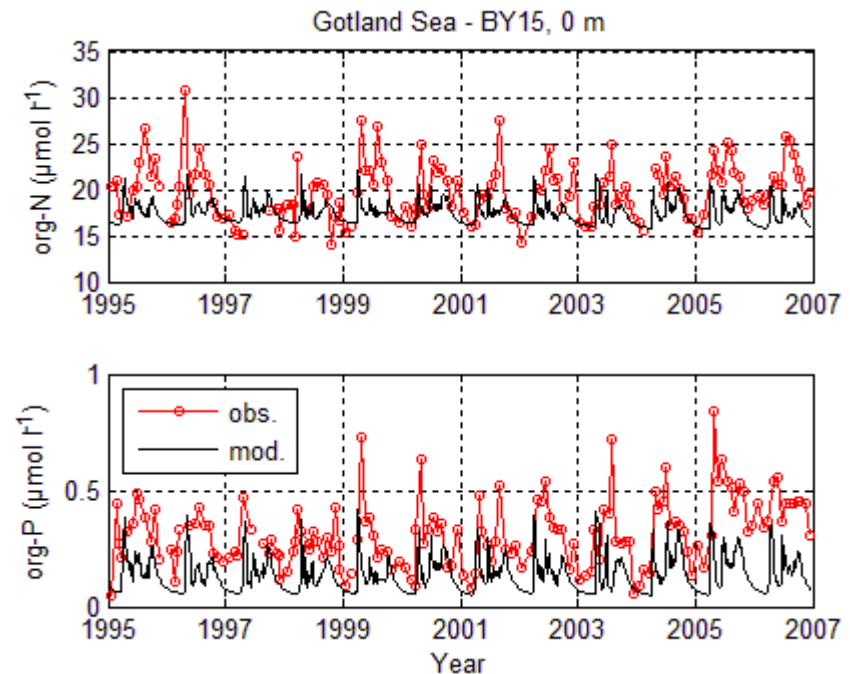 Gotland Sea - BY15, 0 m
org-N (µmol l⁻¹)
35
30
25
20
15
10
1995 1997 1999 2001 2003 2005 2007
org-P (µmol l⁻¹)
1
0.5
0
obs.
mod.
1995 1997 1999 2001 2003 2005 2007
Year